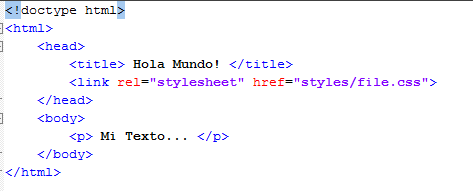 <!doctype html>
<html>
<head>
<title> Hola Mundo! </title>
<link rel="stylesheet" href="styles/file.css">
</head>
<body>
<p> Mi Texto... </p>
</body>
</html>